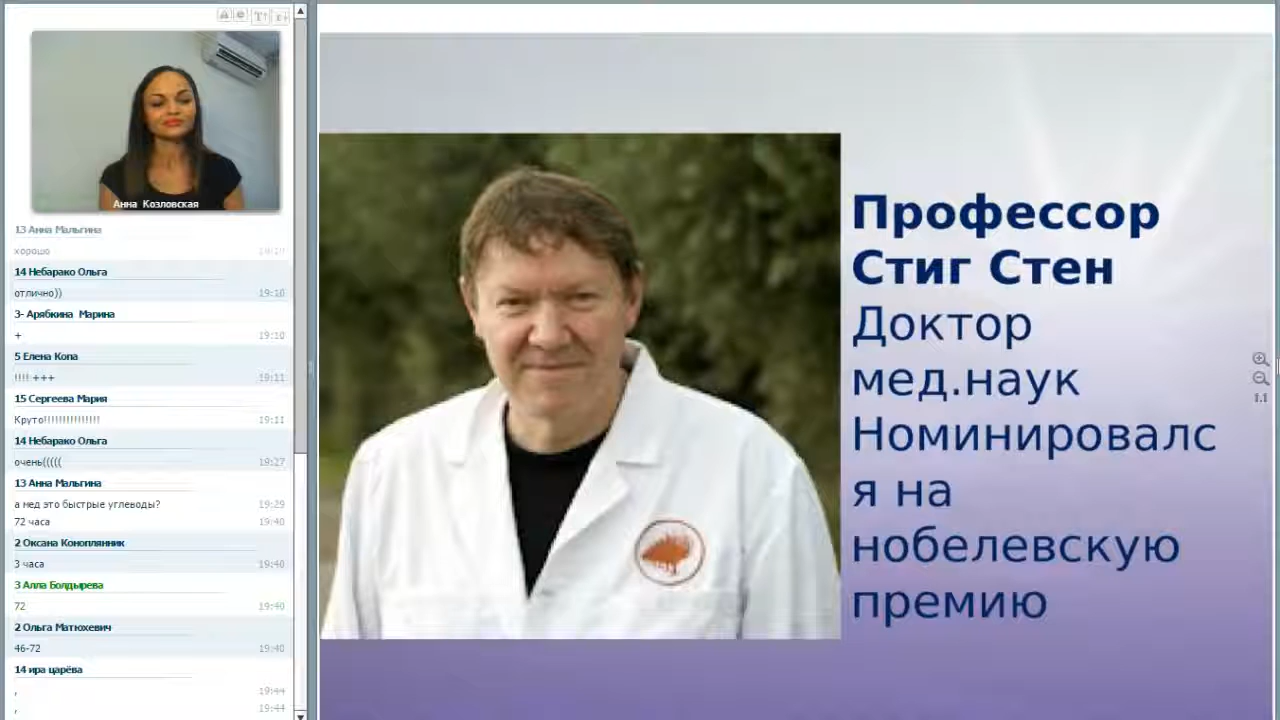 Анна Козловская
13 Анна Мальгина
хорошо 19:10
14 Небарако Ольга
отлично)) 19:10
3- Арябкина Марина
+ 19:10
5 Елена Копа
!!!! +++ 19:11
15 Сергеева Мария
Круто!!!!!!!!!!!!!!! 19:11
14 Небарако Ольга
очень((((( 19:27
13 Анна Мальгина
а мед это быстрые углеводы? 19:29
72 часа 19:40
2 Оксана Коноплянник
3 часа 19:40
3 Алла Болдырева
72 19:40
2 Ольга Матюхевич
46-72 19:40
14 ира царёва
, 19:44
, 19:44
Профессор
Стиг Стен
Доктор
мед.наук
Номинировалс
я на
нобелевскую
премию
1:1